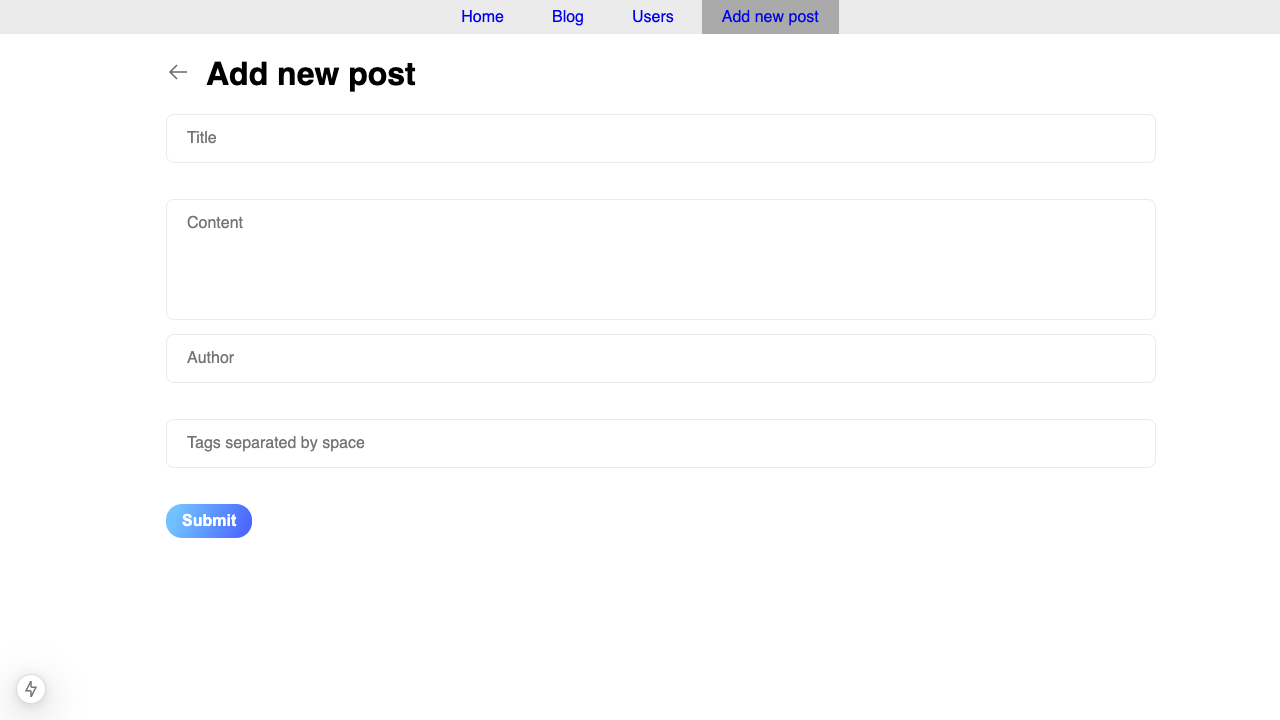 Home Blog Users Add new post
Add new post
Title
Content
Author
Tags separated by space
Submit